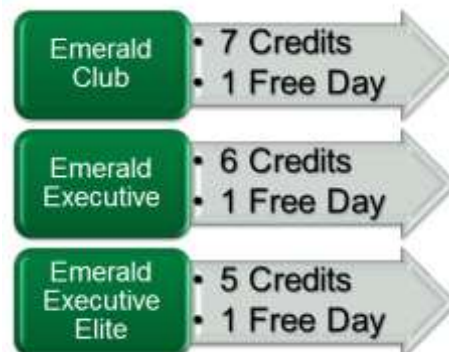 Emerald
Club
• 7 Credits
• 1 Free Day
Emerald
Executive
• 6 Credits
• 1 Free Day
Emerald
Executive
Elite
• 5 Credits
• 1 Free Day